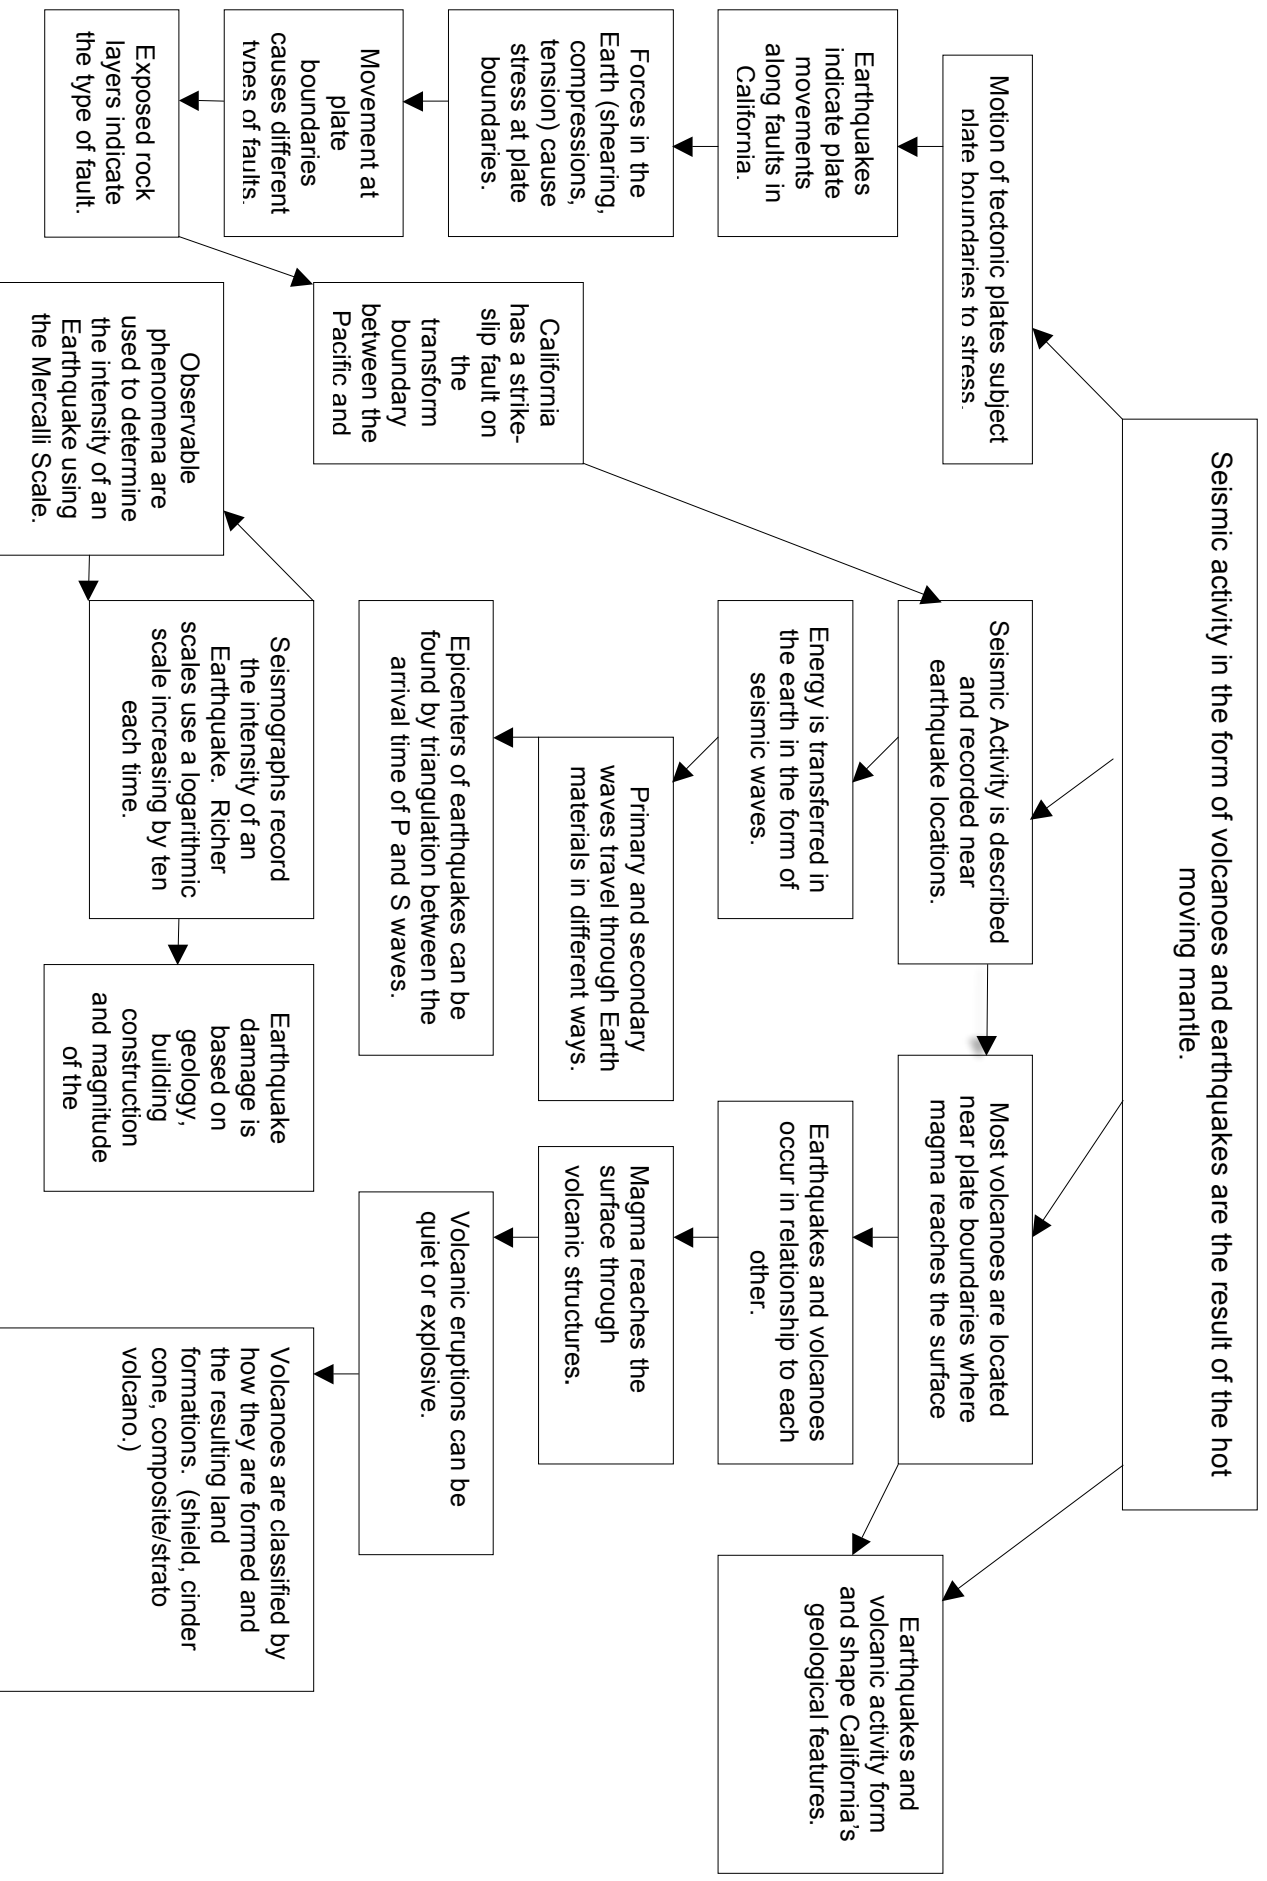 Seismic activity in the form of volcanoes and earthquakes are the result of the hot
moving mantle.
Motion of tectonic plates subject
plate boundaries to stress.
Earthquakes
indicate plate
movements
along faults in
California.
Forces in the
Earth (shearing,
compressions,
tension) cause
stress at plate
boundaries.
Movement at
plate
boundaries
causes different
types of faults.
Exposed rock
layers indicate
the type of fault.
California
has a strike-
slip fault on
the
transform
boundary
between the
Pacific and
Seismic Activity is described
and recorded near
earthquake locations.
Energy is transferred in
the earth in the form of
seismic waves.
Primary and secondary
waves travel through Earth
materials in different ways.
Epicenters of earthquakes can be
found by triangulation between the
arrival time of P and S waves.
Observable
phenomena are
used to determine
the intensity of an
Earthquake using
the Mercalli Scale.
Seismographs record
the intensity of an
Earthquake. Richer
scales use a logarithmic
scale increasing by ten
each time.
Earthquake
damage is
based on
geology,
building
construction
and magnitude
of the
Most volcanoes are located
near plate boundaries where
magma reaches the surface
Earthquakes and volcanoes
occur in relationship to each
other.
Magma reaches the
surface through
volcanic structures.
Volcanic eruptions can be
quiet or explosive.
Volcanoes are classified by
how they are formed and
the resulting land
formations. (shield, cinder
cone, composite/strato
volcano.)
Earthquakes and
volcanic activity form
and shape California's
geological features.